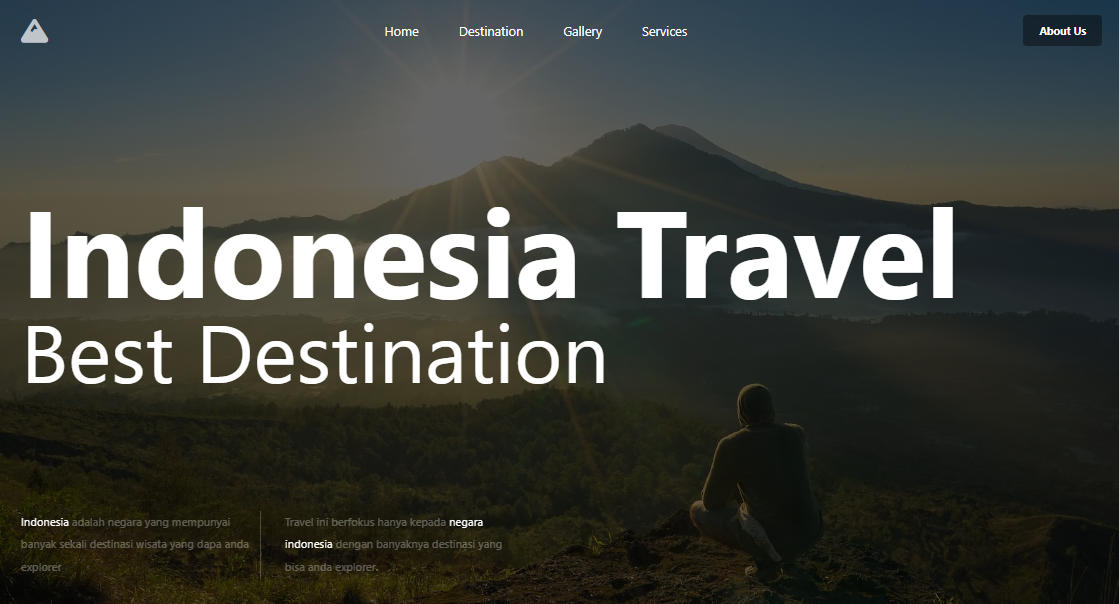 Home Destination Gallery Services About Us
Indonesia Travel
Best Destination
Indonesia adalah negara yang mempunyai
banyak sekali destinasi wisata yang dapa anda
explorer
Travel ini berfokus hanya kepada negara
indonesia dengan banyaknya destinasi yang
bisa anda explorer.